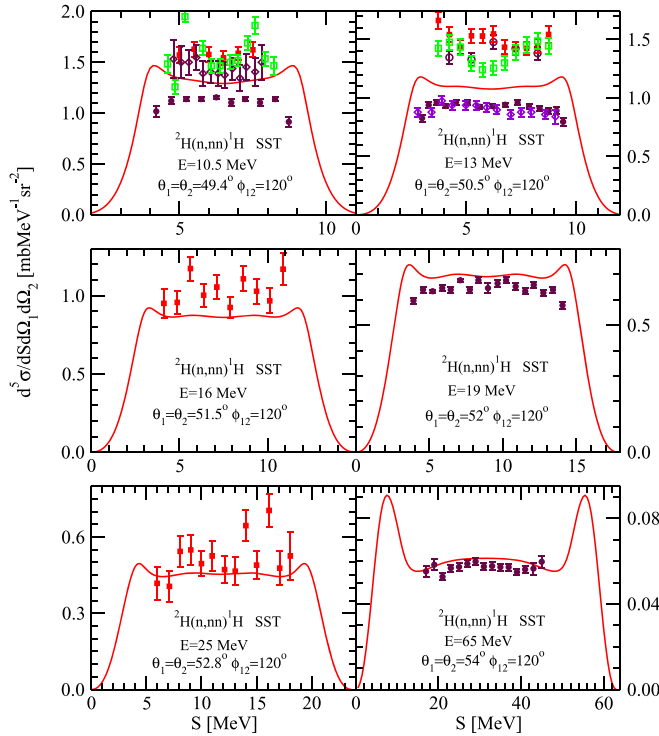 2.0
1.5
1.0
0.5
0.0
²H(n,nn)¹H SST
E=10.5 MeV
θ₁=θ₂=49.4° ϕ₁₂=120°
5
10
1.5
1.0
0.5
0.0
²H(n,nn)¹H SST
E=13 MeV
θ₁=θ₂=50.5° ϕ₁₂=120°
5
10
d⁵σ/dSdΩ₁dΩ₂ [mbMeV⁻¹sr⁻²]
1.0
0.5
0.0
²H(n,nn)¹H SST
E=16 MeV
θ₁=θ₂=51.5° ϕ₁₂=120°
0
5
10
0.5
0.0
²H(n,nn)¹H SST
E=19 MeV
θ₁=θ₂=52° ϕ₁₂=120°
0
5
10
15
0.6
0.3
0.0
²H(n,nn)¹H SST
E=25 MeV
θ₁=θ₂=52.8° ϕ₁₂=120°
0
5
10
15
20
S [MeV]
0.08
0.04
0.00
²H(n,nn)¹H SST
E=65 MeV
θ₁=θ₂=54° ϕ₁₂=120°
0
10
20
30
40
50
60
S [MeV]